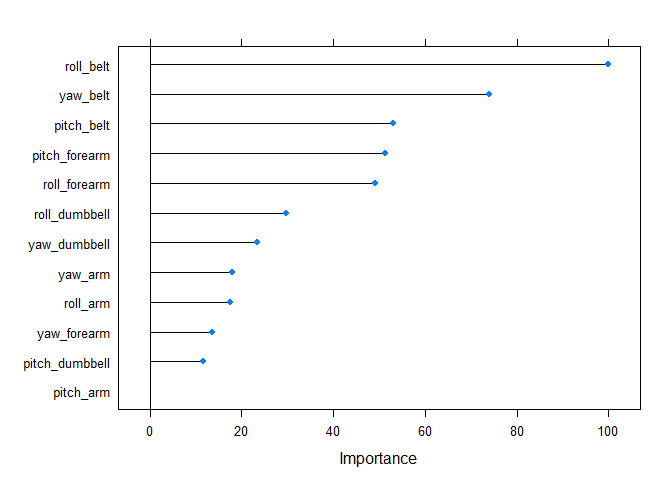 roll_belt
yaw_belt
pitch_belt
pitch_forearm
roll_forearm
roll_dumbbell
yaw_dumbbell
yaw_arm
roll_arm
yaw_forearm
pitch_dumbbell
pitch_arm
0 20 40 60 80 100
Importance